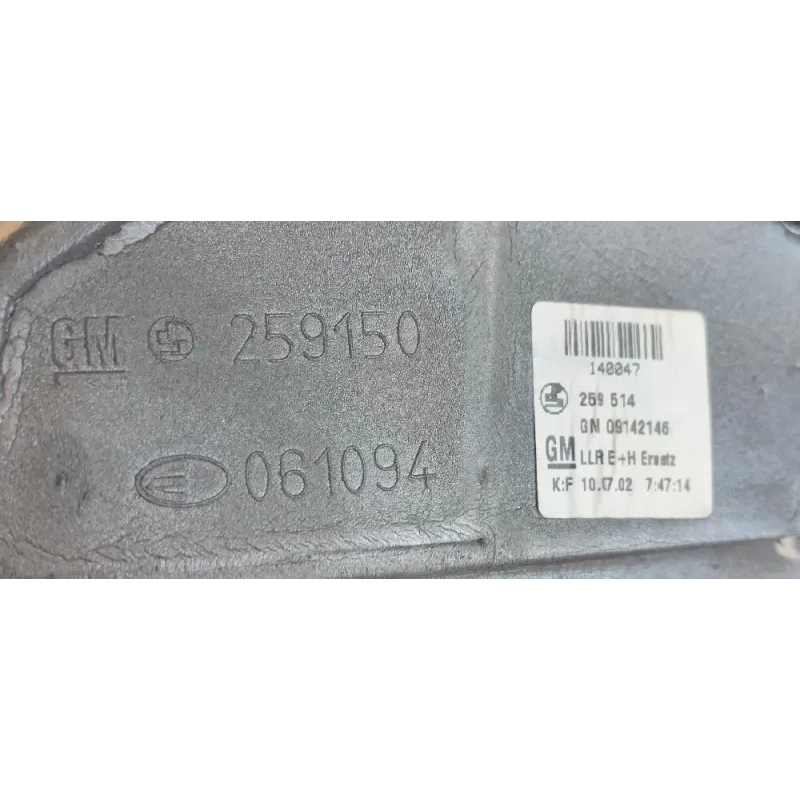 GM 259150
061094
140047
259 514
GM 09142146
GM LLR E+H Ersatz
K:F 10.07.02 7:47:14